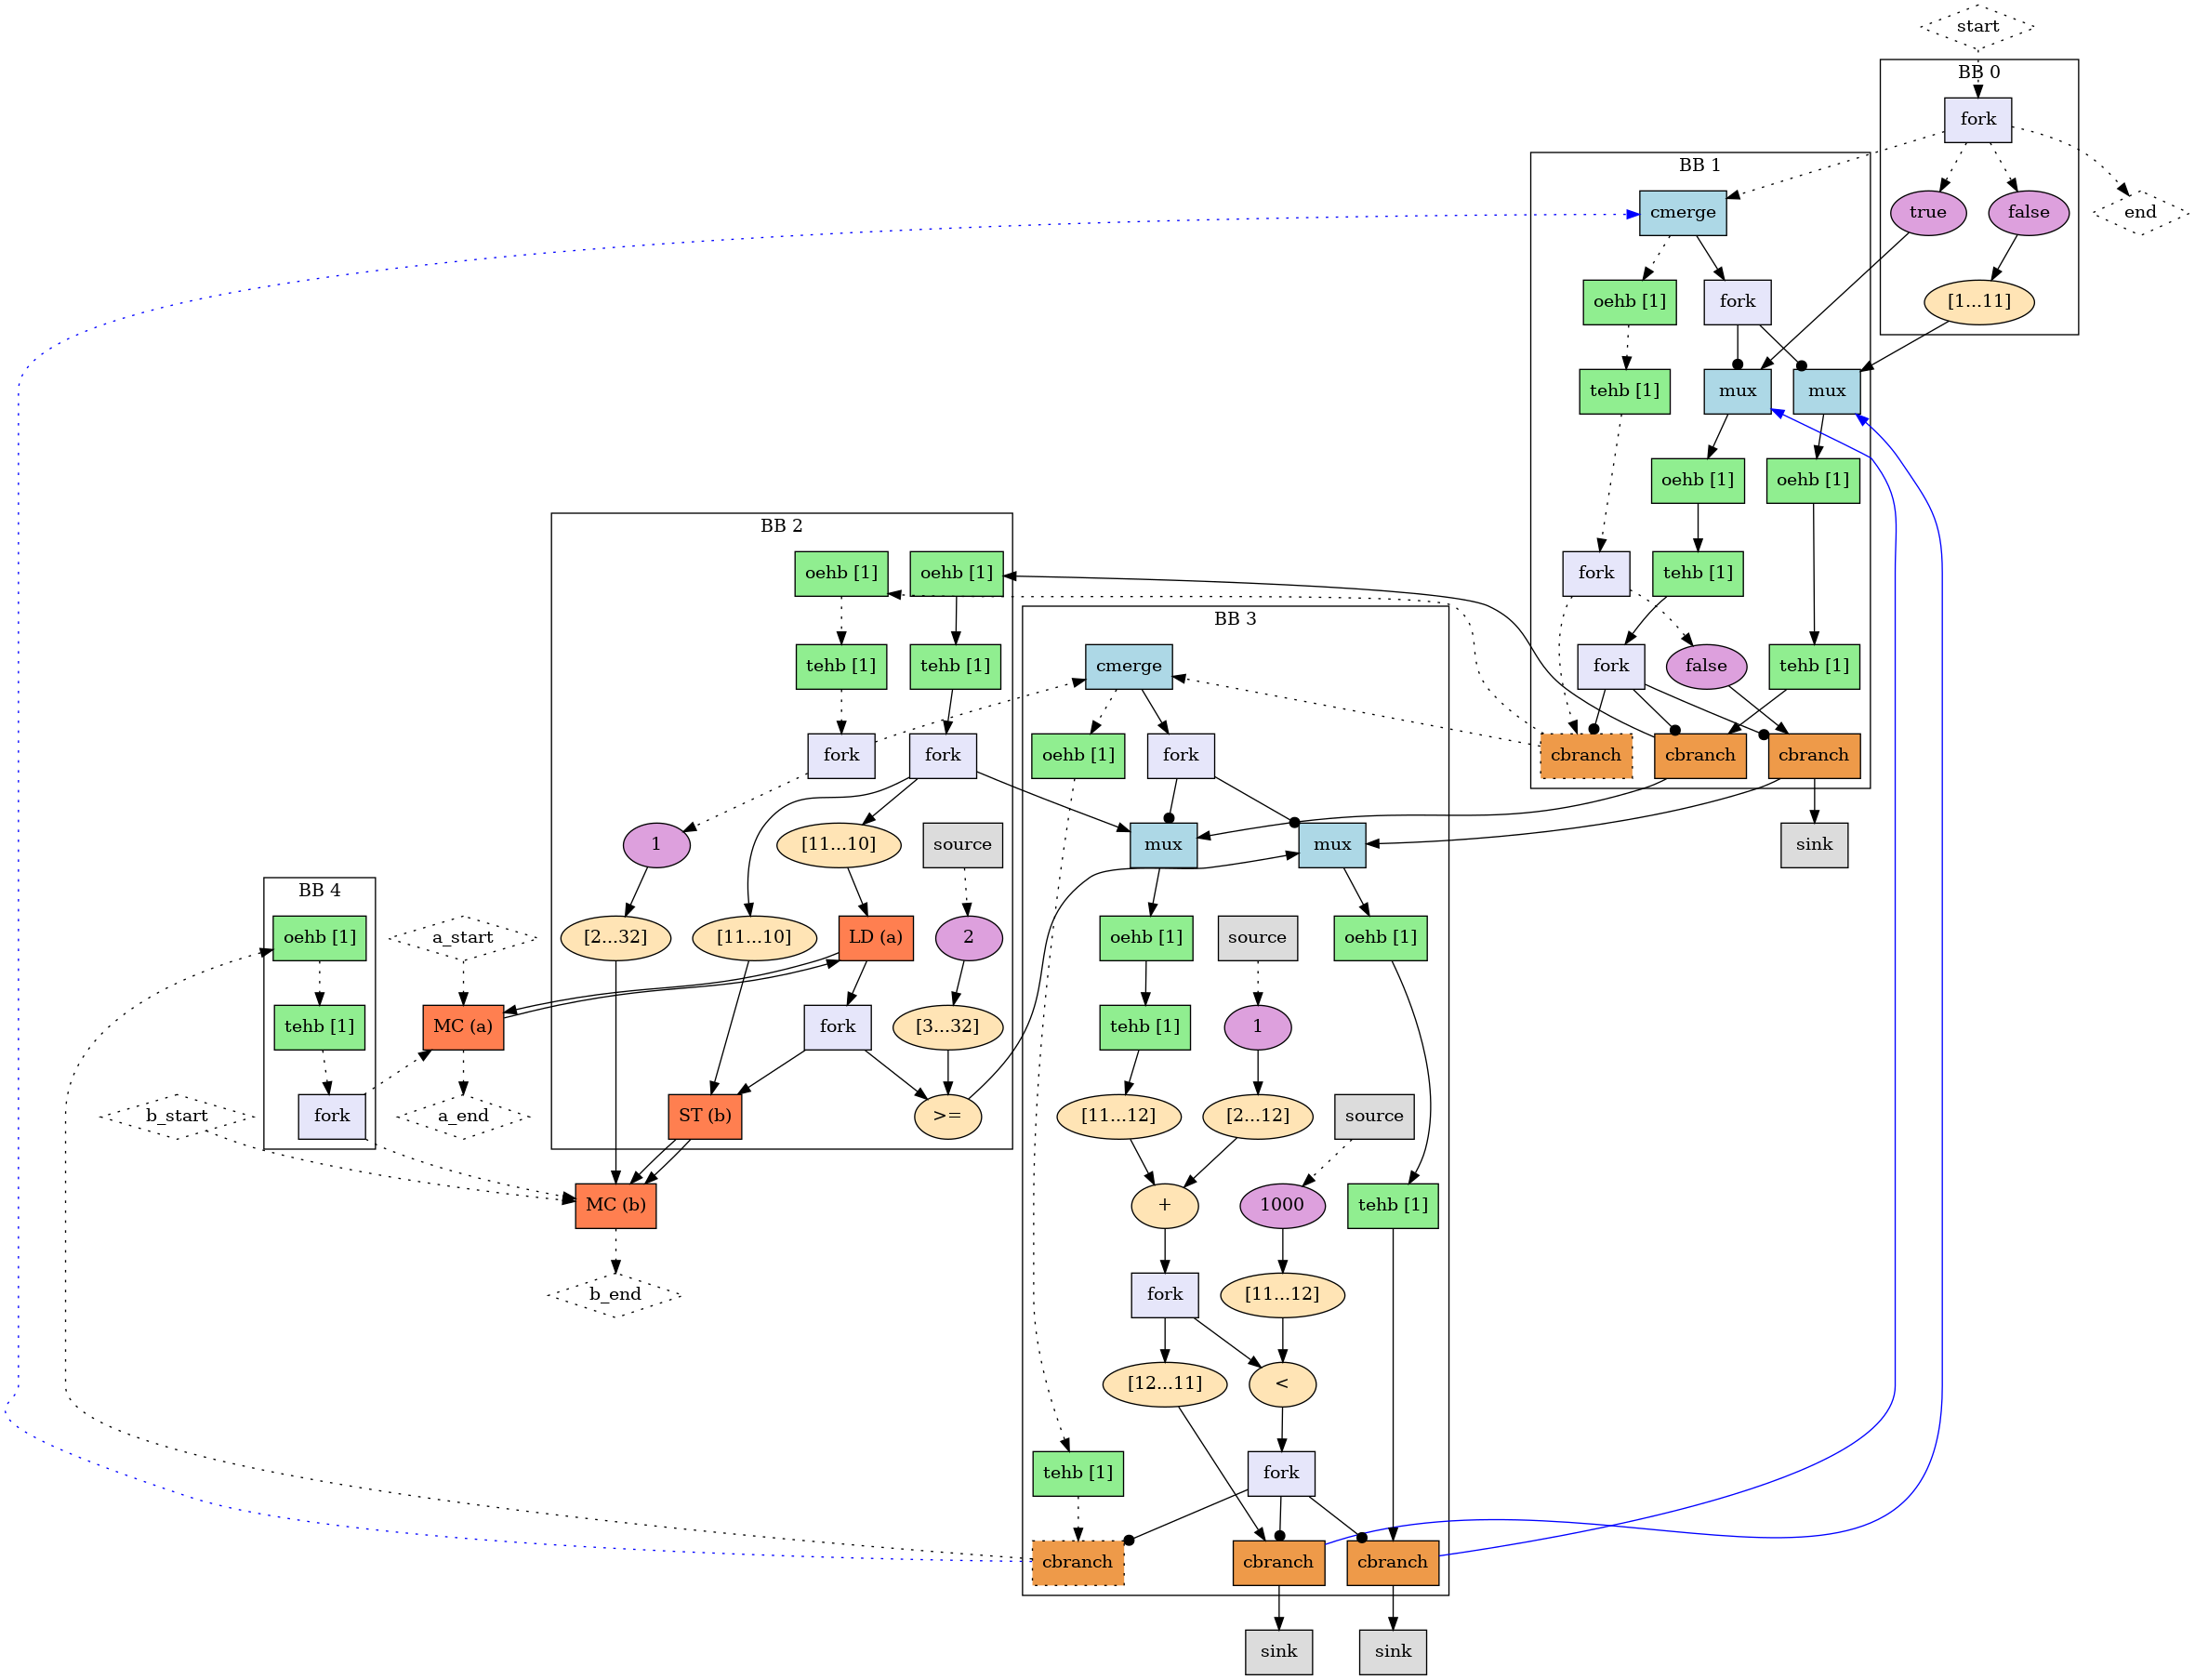 start
BB 0
fork
BB 1
cmerge
true
false
end
oehb [1]
fork
[1...11]
tehb [1]
mux
mux
oehb [1]
oehb [1]
BB 2
oehb [1]
oehb [1]
fork
tehb [1]
BB 3
tehb [1]
tehb [1]
cmerge
fork
false
tehb [1]
fork
fork
oehb [1]
fork
cbranch
cbranch
cbranch
1
[11...10]
source
mux
mux
sink
BB 4
oehb [1]
a_start
[2...32]
[11...10]
LD (a)
2
oehb [1]
source
oehb [1]
tehb [1]
MC (a)
fork
[3...32]
tehb [1]
1
b_start
fork
a_end
ST (b)
>=
[11...12]
[2...12]
source
MC (b)
+
1000
tehb [1]
b_end
fork
[11...12]
[12...11]
<
tehb [1]
fork
cbranch
cbranch
cbranch
sink
sink